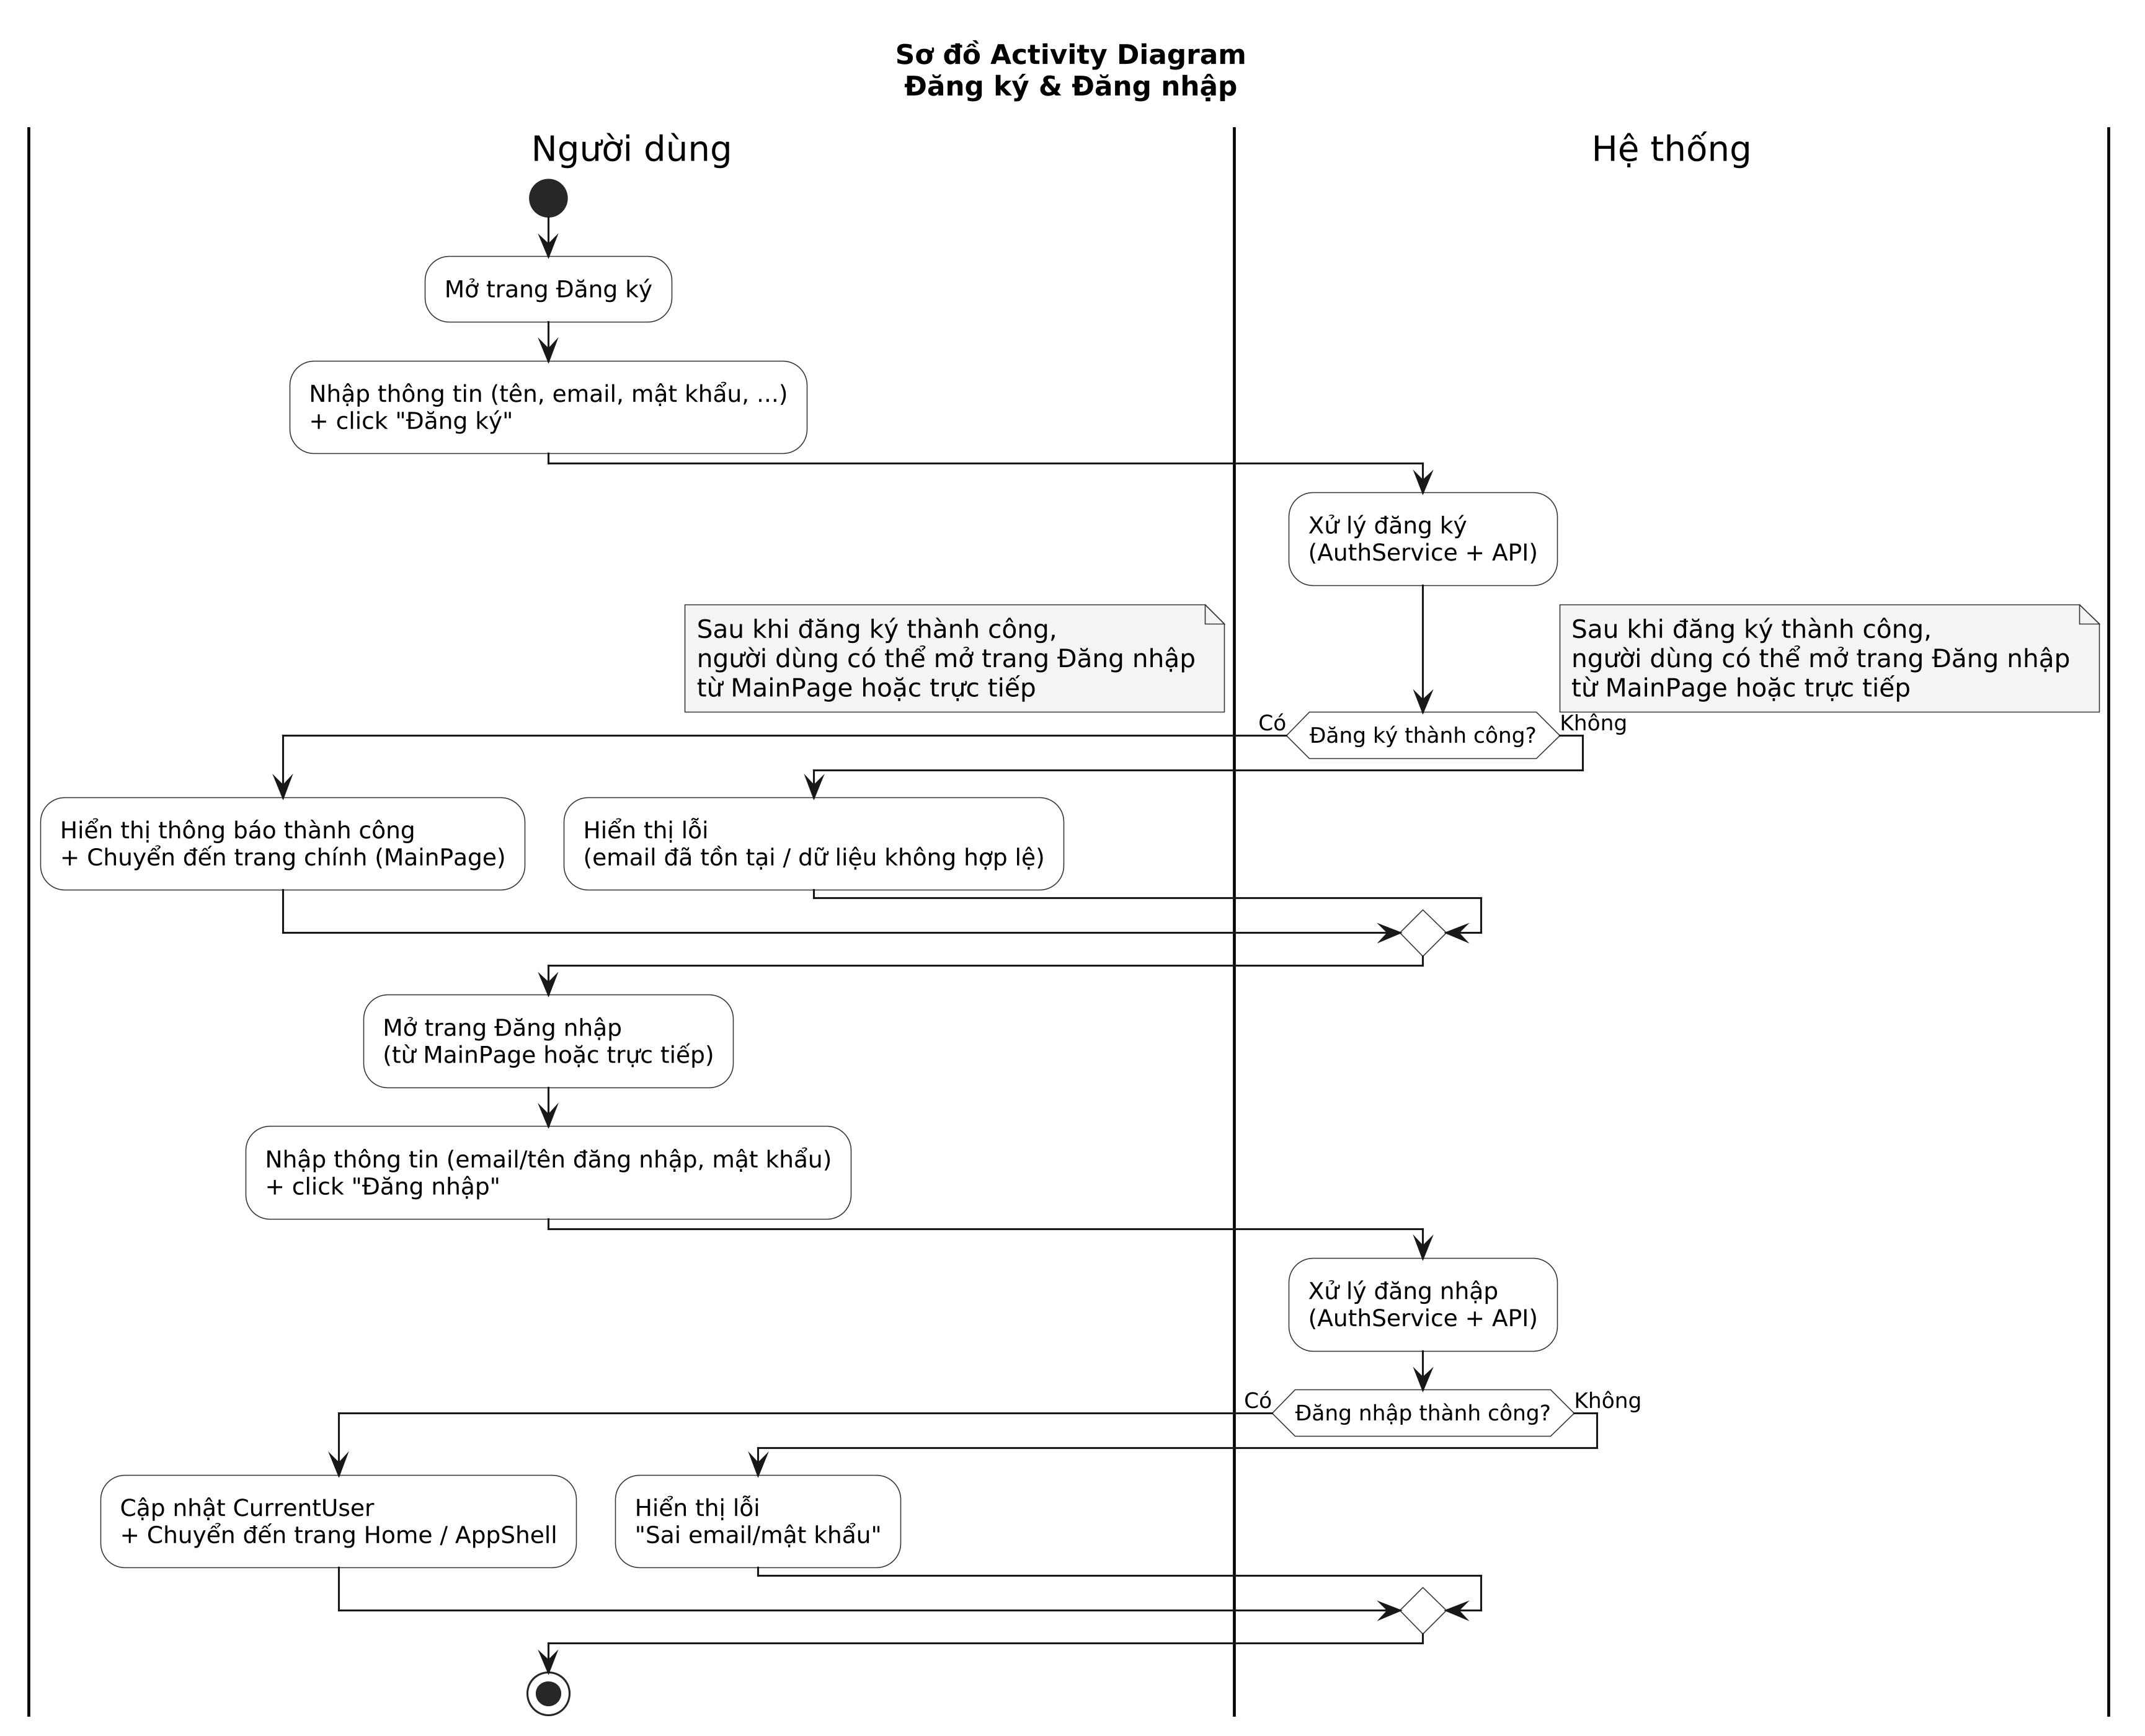 Sơ đồ Activity Diagram
Đăng ký & Đăng nhập
Người dùng
Hệ thống
Mở trang Đăng ký
Nhập thông tin (tên, email, mật khẩu, ...)
+ click "Đăng ký"
Xử lý đăng ký
(AuthService + API)
Sau khi đăng ký thành công,
người dùng có thể mở trang Đăng nhập
từ MainPage hoặc trực tiếp
Sau khi đăng ký thành công,
người dùng có thể mở trang Đăng nhập
từ MainPage hoặc trực tiếp
Có
Đăng ký thành công?
Không
Hiển thị thông báo thành công
+ Chuyển đến trang chính (MainPage)
Hiển thị lỗi
(email đã tồn tại / dữ liệu không hợp lệ)
Mở trang Đăng nhập
(từ MainPage hoặc trực tiếp)
Nhập thông tin (email/tên đăng nhập, mật khẩu)
+ click "Đăng nhập"
Xử lý đăng nhập
(AuthService + API)
Có
Đăng nhập thành công?
Không
Cập nhật CurrentUser
+ Chuyển đến trang Home / AppShell
Hiển thị lỗi
"Sai email/mật khẩu"